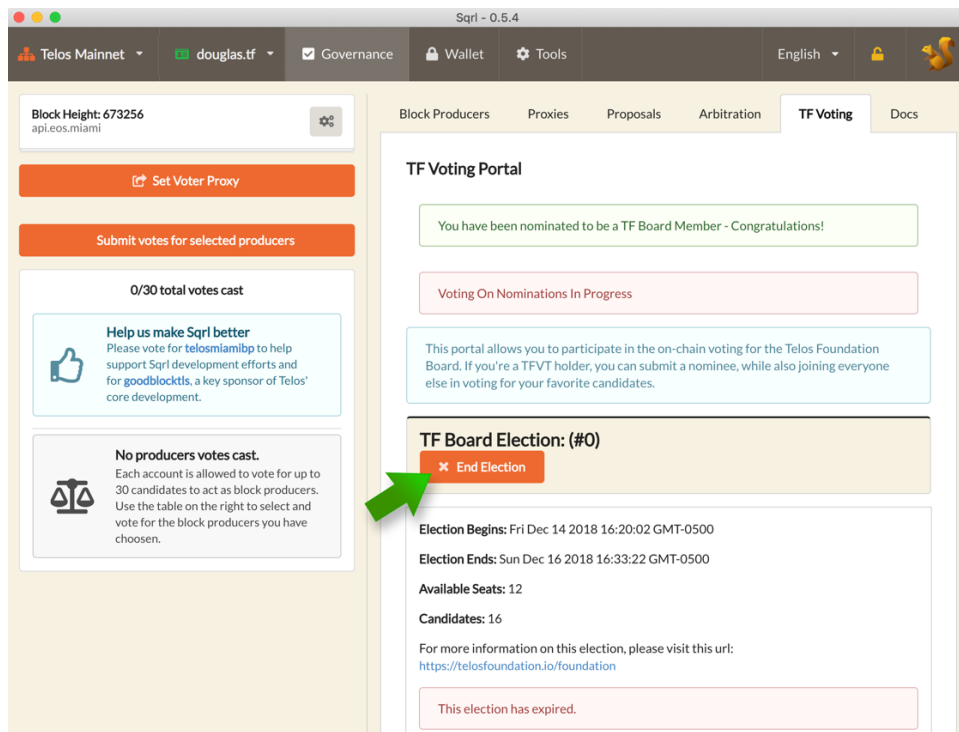 Sqrl - 0.5.4
Telos Mainnet
douglas.tf
Governance
Wallet
Tools
English
Block Height: 673256
api.eos.miami
Set Voter Proxy
Submit votes for selected producers
0/30 total votes cast
Help us make Sqrl better
Please vote for telosmiamibp to help
support Sqrl development efforts and
for goodblocktls, a key sponsor of Telos'
core development.
No producers votes cast.
Each account is allowed to vote for up to
30 candidates to act as block producers.
Use the table on the right to select and
vote for the block producers you have
choosen.
Block Producers
Proxies
Proposals
Arbitration
TF Voting
Docs
TF Voting Portal
You have been nominated to be a TF Board Member - Congratulations!
Voting On Nominations In Progress
This portal allows you to participate in the on-chain voting for the Telos Foundation
Board. If you're a TFVT holder, you can submit a nominee, while also joining everyone
else in voting for your favorite candidates.
TF Board Election: (#0)
End Election
Election Begins: Fri Dec 14 2018 16:20:02 GMT-0500
Election Ends: Sun Dec 16 2018 16:33:22 GMT-0500
Available Seats: 12
Candidates: 16
For more information on this election, please visit this url:
https://telosfoundation.io/foundation
This election has expired.